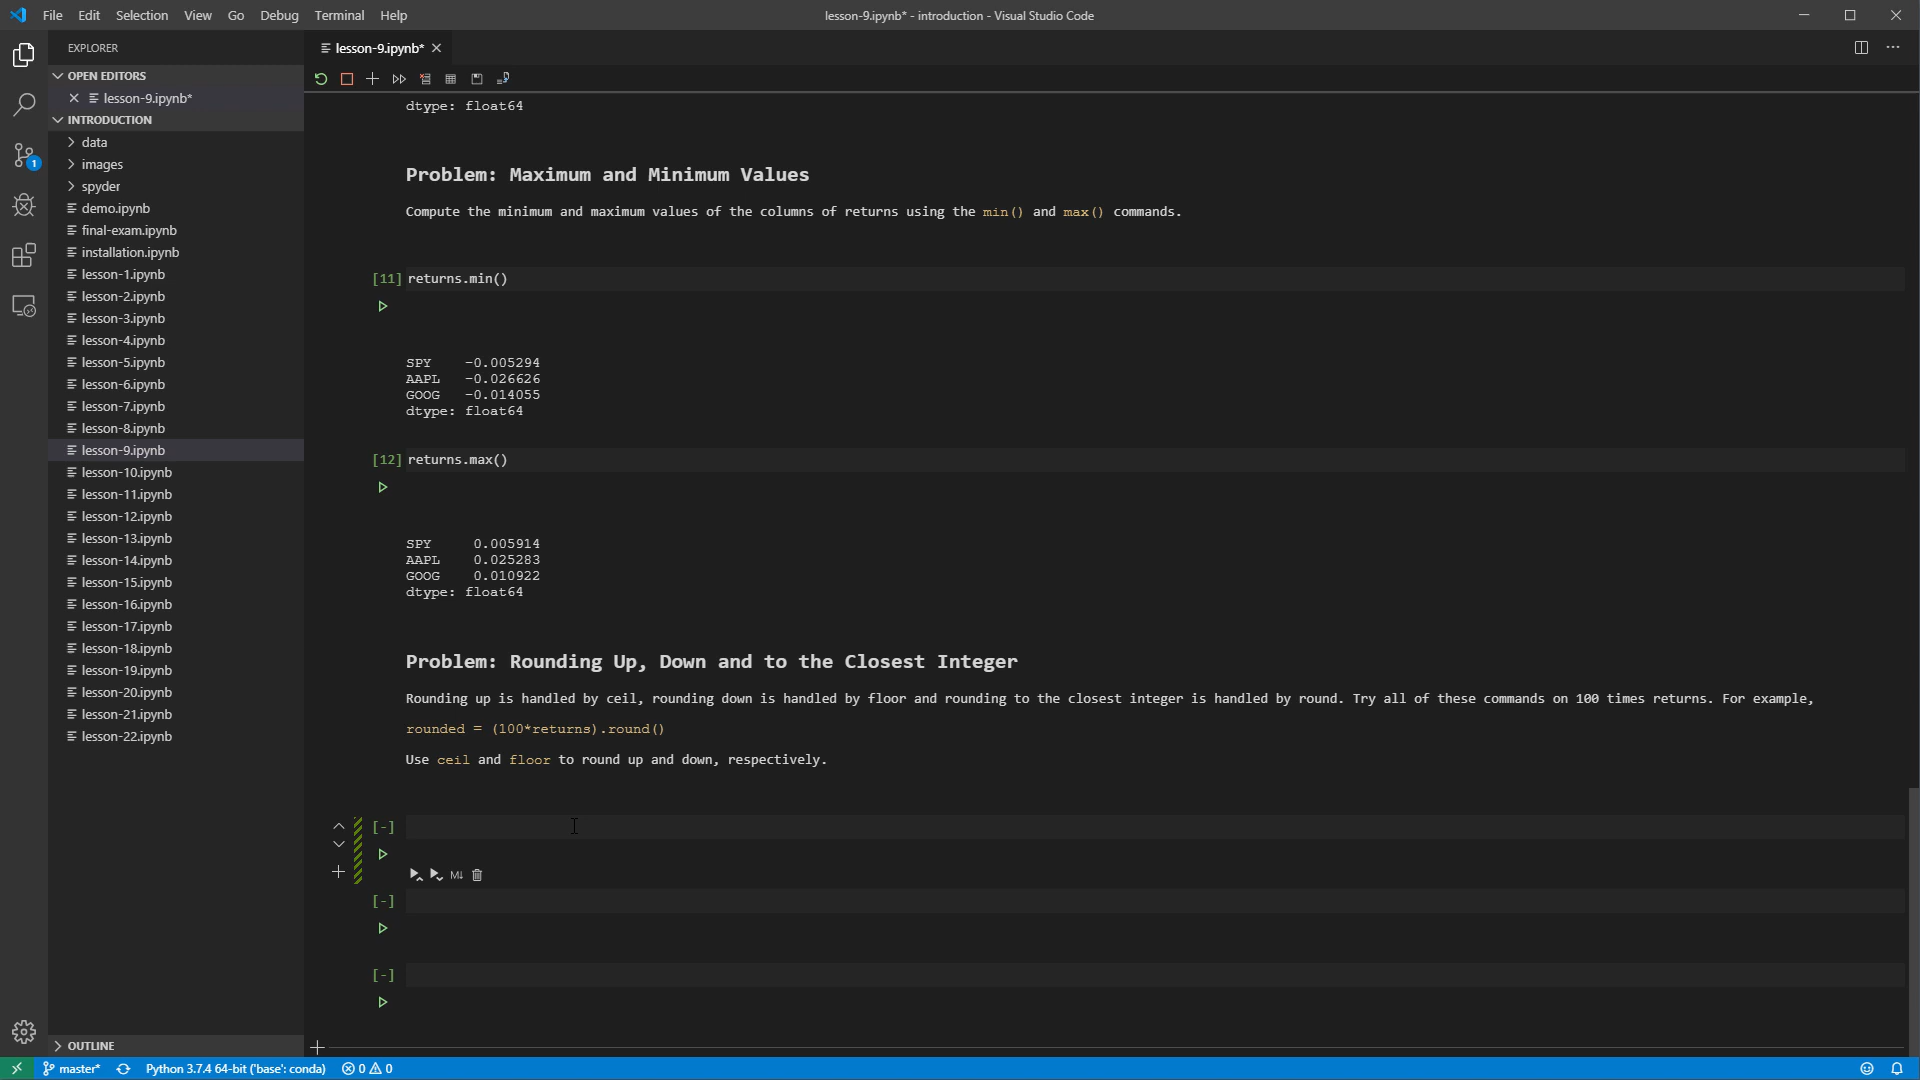 File Edit Selection View Go Debug Terminal Help
lesson-9.ipynb* - introduction - Visual Studio Code
EXPLORER
OPEN EDITORS
lesson-9.ipynb*
INTRODUCTION
data
images
spyder
demo.ipynb
final-exam.ipynb
installation.ipynb
lesson-1.ipynb
lesson-2.ipynb
lesson-3.ipynb
lesson-4.ipynb
lesson-5.ipynb
lesson-6.ipynb
lesson-7.ipynb
lesson-8.ipynb
lesson-9.ipynb
lesson-10.ipynb
lesson-11.ipynb
lesson-12.ipynb
lesson-13.ipynb
lesson-14.ipynb
lesson-15.ipynb
lesson-16.ipynb
lesson-17.ipynb
lesson-18.ipynb
lesson-19.ipynb
lesson-20.ipynb
lesson-21.ipynb
lesson-22.ipynb
OUTLINE
1
lesson-9.ipynb*
dtype: float64
Problem: Maximum and Minimum Values
Compute the minimum and maximum values of the columns of returns using the min() and max() commands.
[11] returns.min()
SPY -0.005294
AAPL -0.026626
GOOG -0.014055
dtype: float64
[12] returns.max()
SPY 0.005914
AAPL 0.025283
GOOG 0.010922
dtype: float64
Problem: Rounding Up, Down and to the Closest Integer
Rounding up is handled by ceil, rounding down is handled by floor and rounding to the closest integer is handled by round. Try all of these commands on 100 times returns. For example,
rounded = (100*returns).round()
Use ceil and floor to round up and down, respectively.
[-]
M↓
[-]
[-]
master* Python 3.7.4 64-bit ('base': conda) 0 0